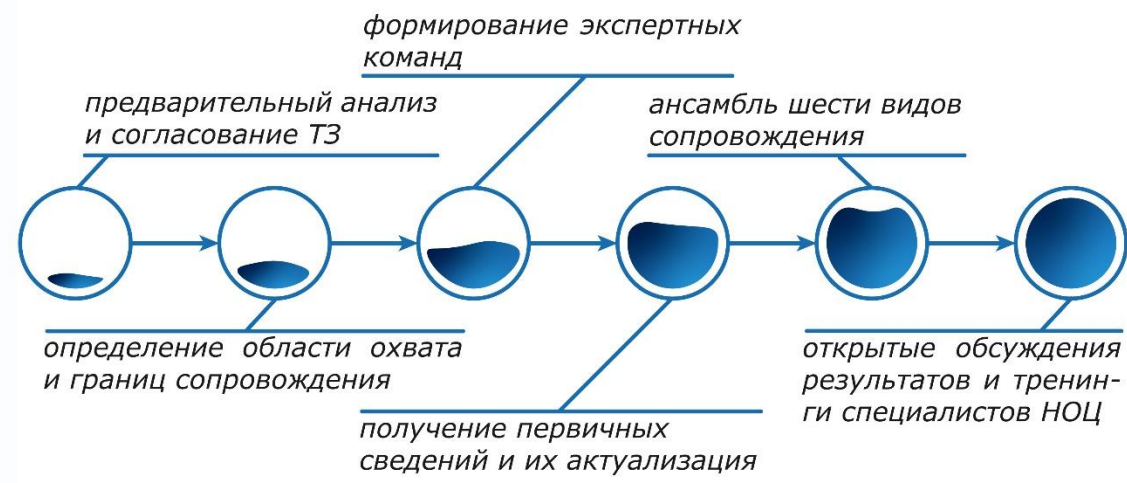 формирование экспертных
команд
предварительный анализ
и согласование ТЗ
ансамбль шести видов
сопровождения
определение области охвата
и границ сопровождения
открытые обсуждения
результатов и тренин-
ги специалистов НОЦ
получение первичных
сведений и их актуализация